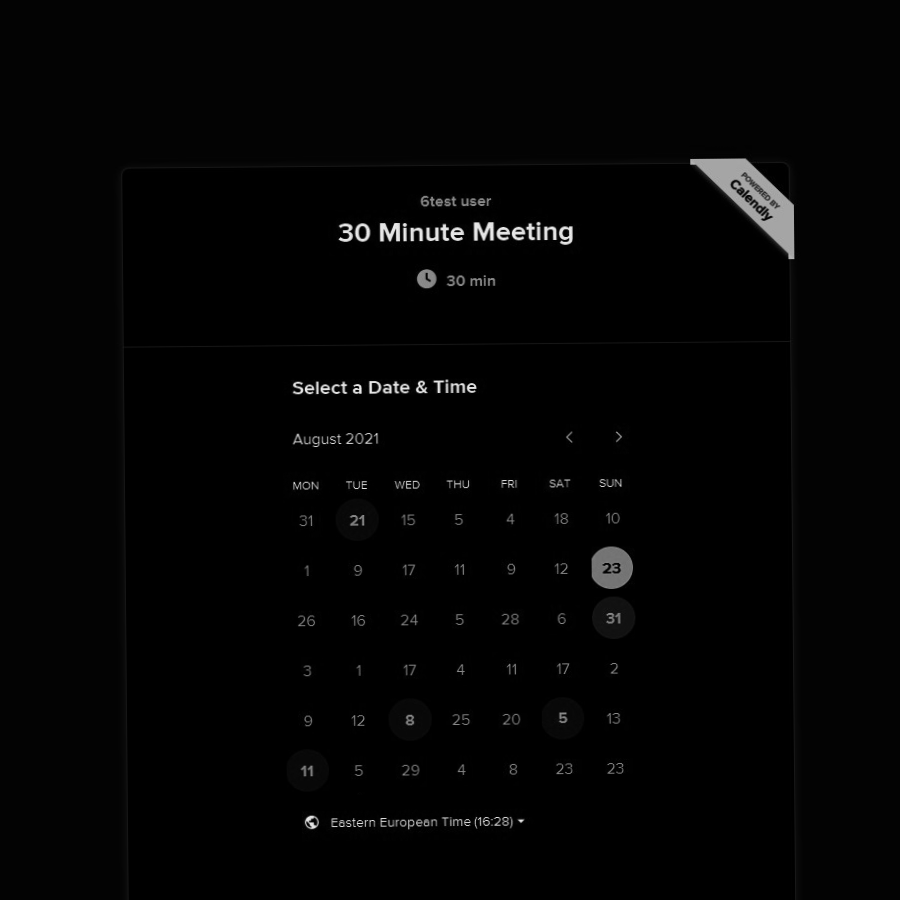 POWERED BY
Calendly
6test user
30 Minute Meeting
30 min
Select a Date & Time
August 2021
MON TUE WED THU FRI SAT SUN
31 21 15 5 4 18 10
1 9 17 11 9 12 23
26 16 24 5 28 6 31
3 1 17 4 11 17 2
9 12 8 25 20 5 13
11 5 29 4 8 23 23
Eastern European Time (16:28)